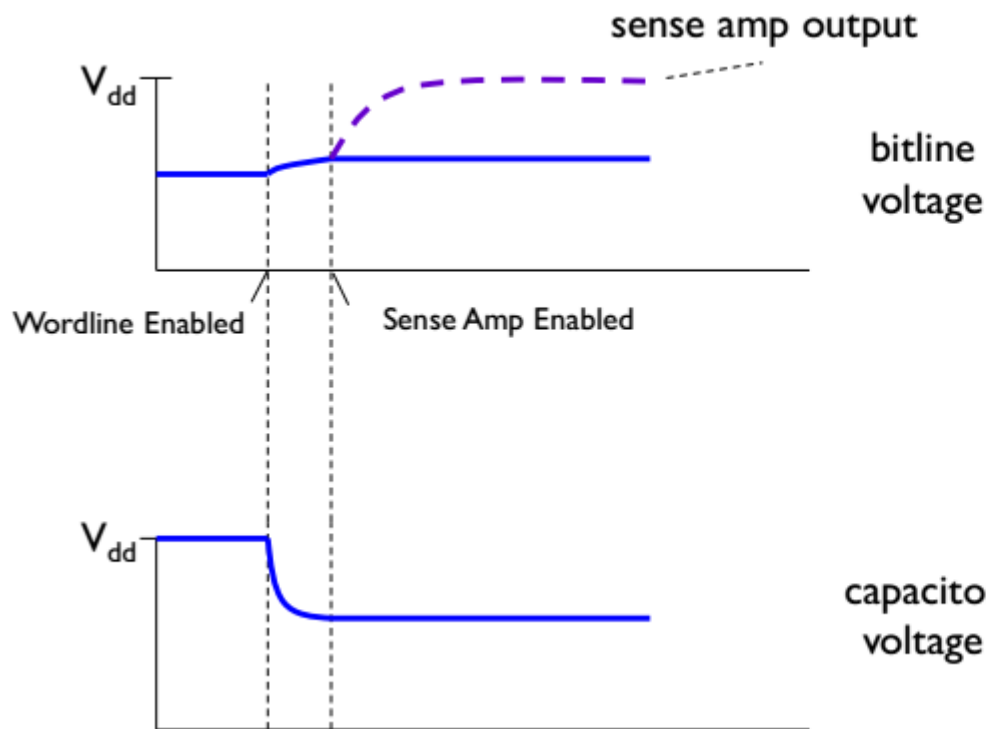 sense amp output
Vdd
bitline
voltage
Wordline Enabled
Sense Amp Enabled
Vdd
capacito
voltage